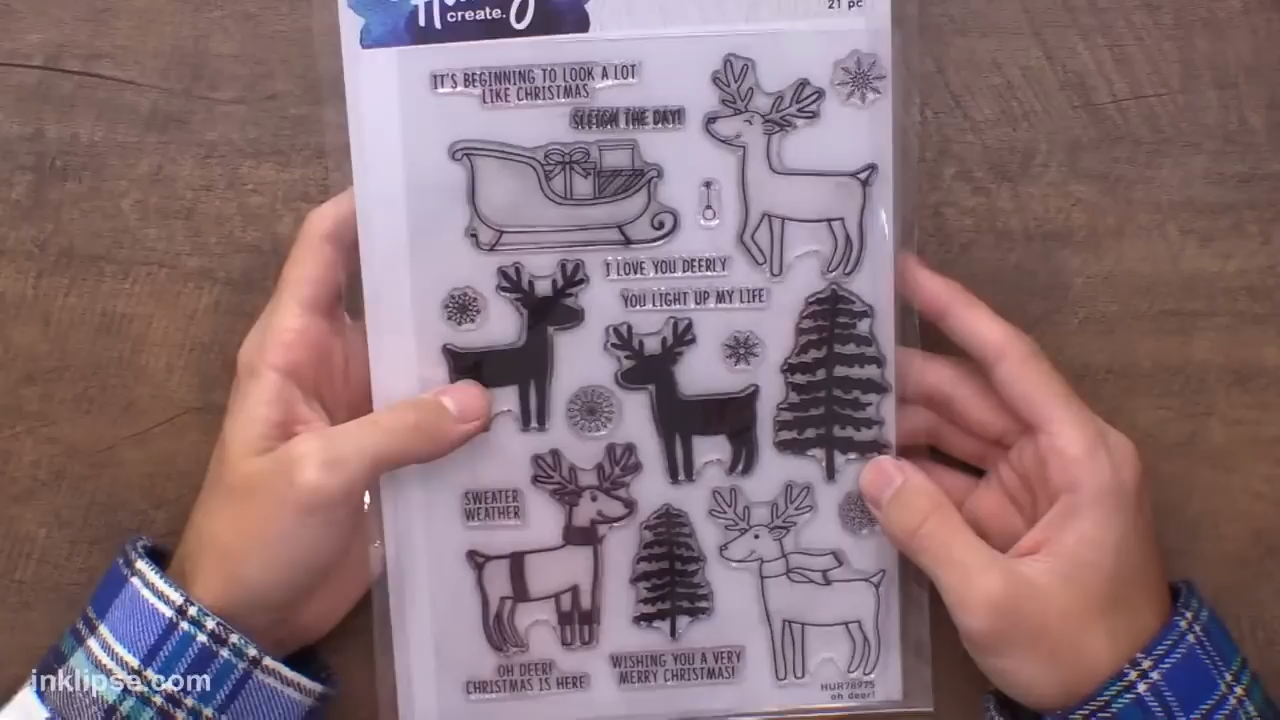 create.
21 pc
IT'S BEGINNING TO LOOK A LOT
LIKE CHRISTMAS
SLEIGH THE DAY!
I LOVE YOU DEERLY
YOU LIGHT UP MY LIFE
SWEATER
WEATHER
OH DEER!
CHRISTMAS IS HERE
WISHING YOU A VERY
MERRY CHRISTMAS!
HUR78975
oh deer!
inklipse.com